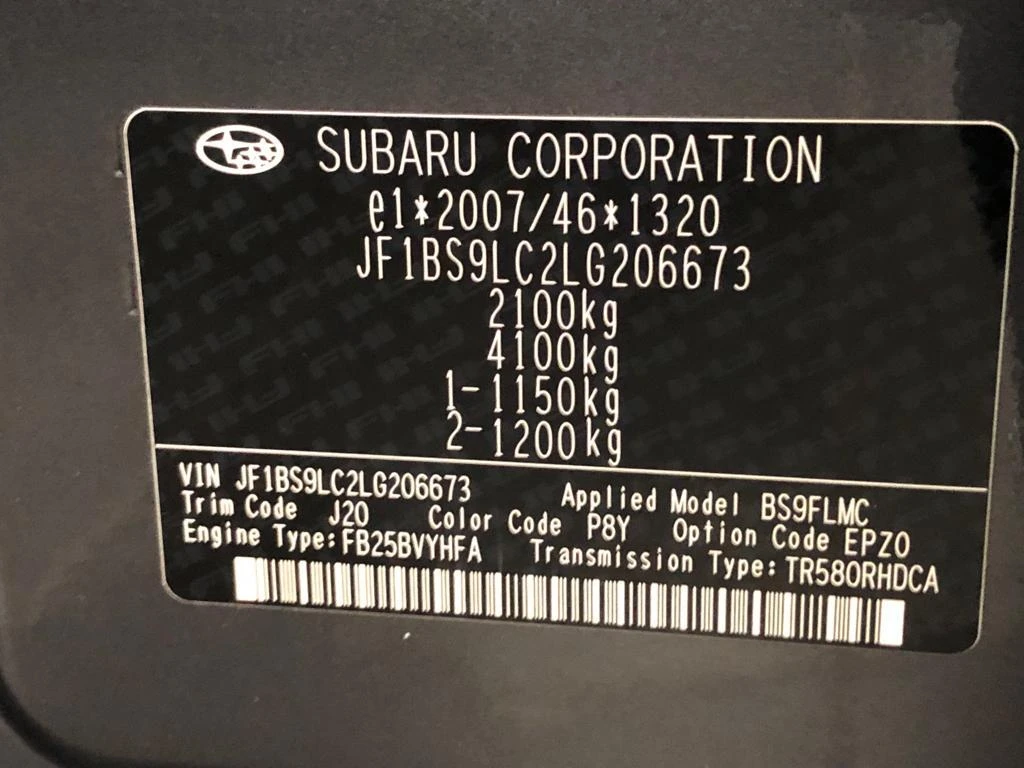 SUBARU CORPORATION
e1*2007/46*1320
JF1BS9LC2LG206673
2100kg
4100kg
1-1150kg
2-1200kg
VIN JF1BS9LC2LG206673 Applied Model BS9FLMC
Trim Code J20 Color Code P8Y Option Code EPZO
Engine Type:FB25BVYHFA Transmission Type:TR580RHDCA